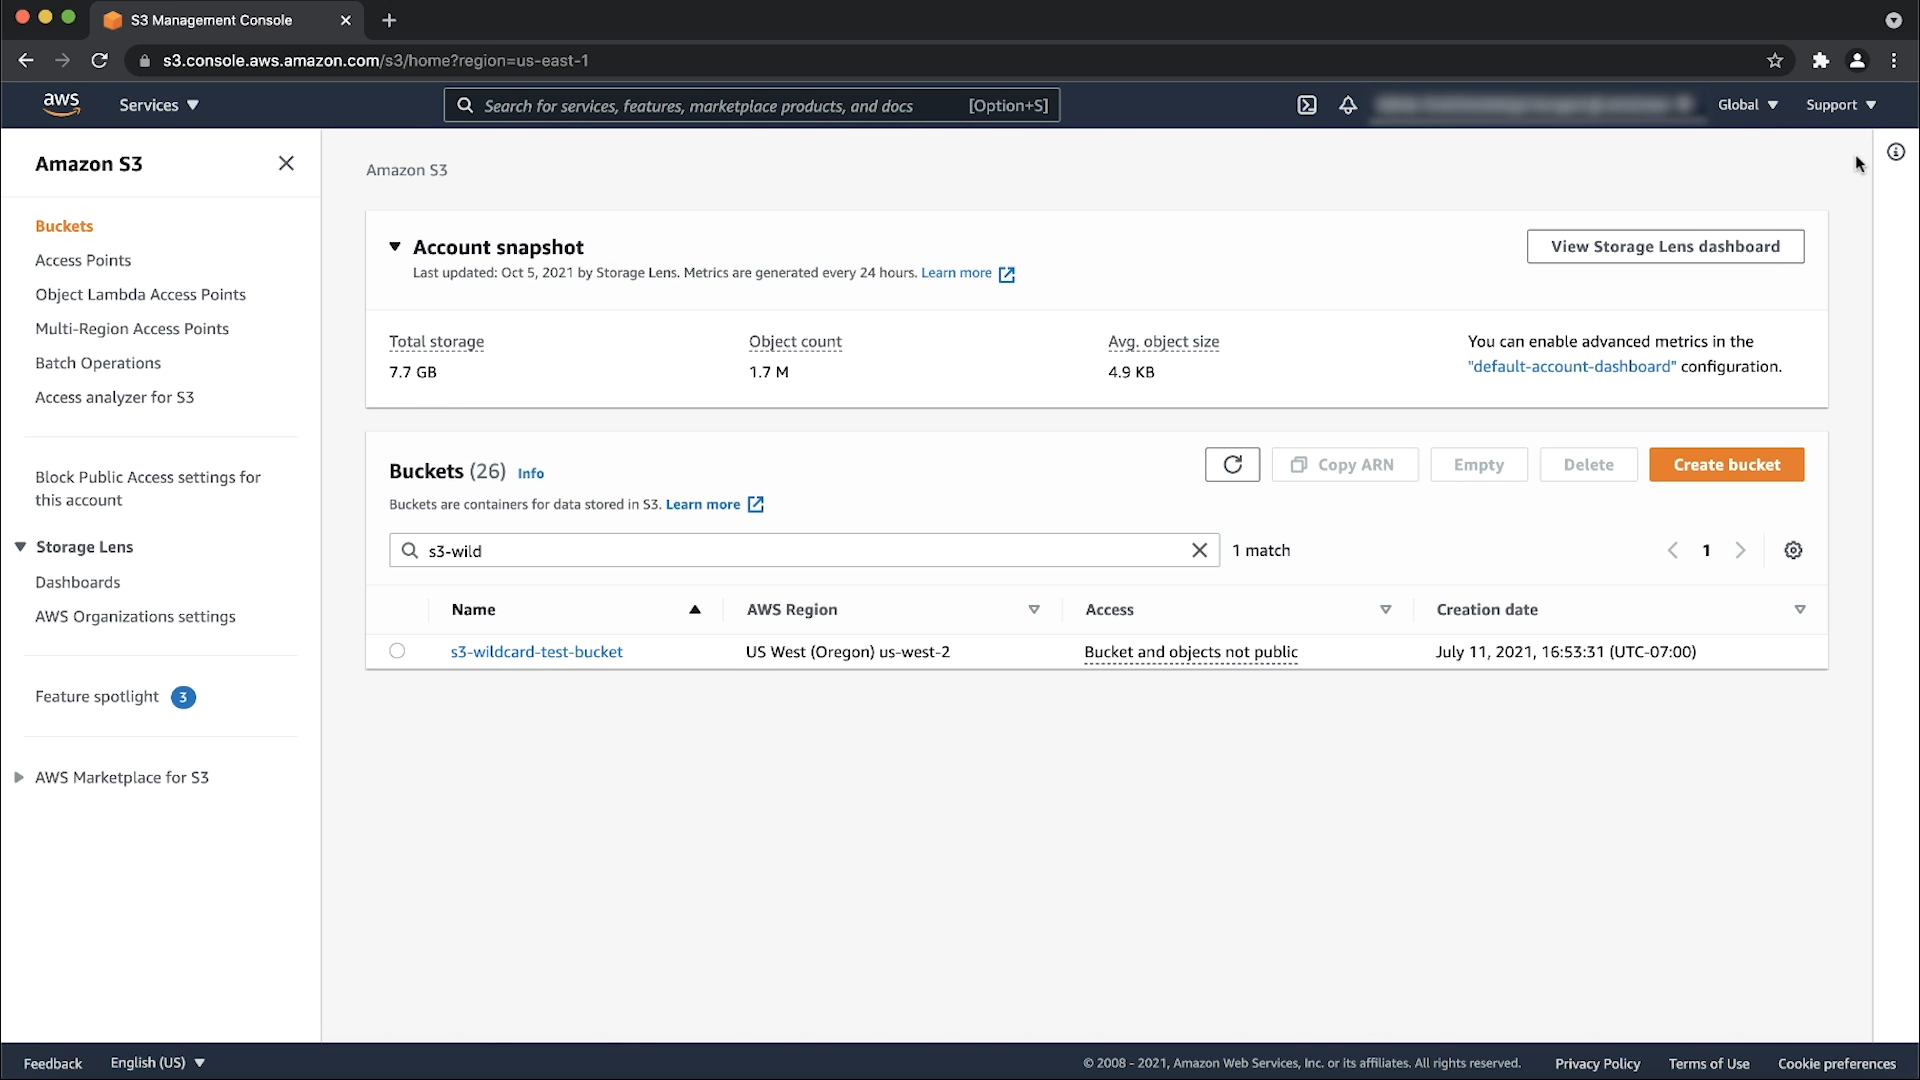 S3 Management Console
s3.console.aws.amazon.com/s3/home?region=us-east-1
aws
Services
Search for services, features, marketplace products, and docs [Option+S]
Global
Support
Amazon S3
Buckets
Access Points
Object Lambda Access Points
Multi-Region Access Points
Batch Operations
Access analyzer for S3
Block Public Access settings for
this account
Storage Lens
Dashboards
AWS Organizations settings
Feature spotlight 3
AWS Marketplace for S3
Amazon S3
Account snapshot
Last updated: Oct 5, 2021 by Storage Lens. Metrics are generated every 24 hours. Learn more
View Storage Lens dashboard
Total storage
7.7 GB
Object count
1.7 M
Avg. object size
4.9 KB
You can enable advanced metrics in the
"default-account-dashboard" configuration.
Buckets (26) Info
Buckets are containers for data stored in S3. Learn more
Copy ARN
Empty
Delete
Create bucket
s3-wild
1 match
1
Name AWS Region Access Creation date
s3-wildcard-test-bucket US West (Oregon) us-west-2 Bucket and objects not public July 11, 2021, 16:53:31 (UTC-07:00)
Feedback English (US) © 2008 - 2021, Amazon Web Services, Inc. or its affiliates. All rights reserved. Privacy Policy Terms of Use Cookie preferences